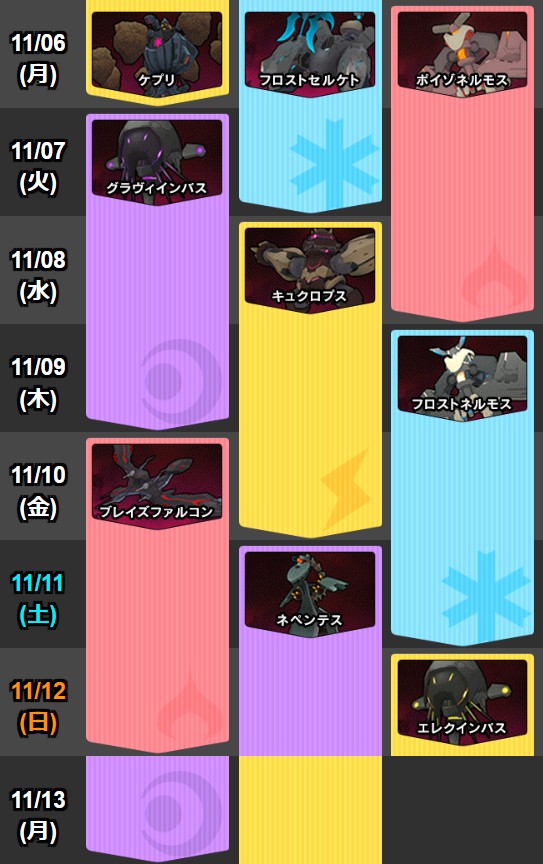 11/06
(月)
ケプリ
フロストセルケト
ポイゾネルモス
11/07
(火)
グラヴィインバス
11/08
(水)
キュクロプス
11/09
(木)
フロストネルモス
11/10
(金)
ブレイズファルコン
11/11
(土)
ネペンテス
11/12
(日)
エレクインバス
11/13
(月)